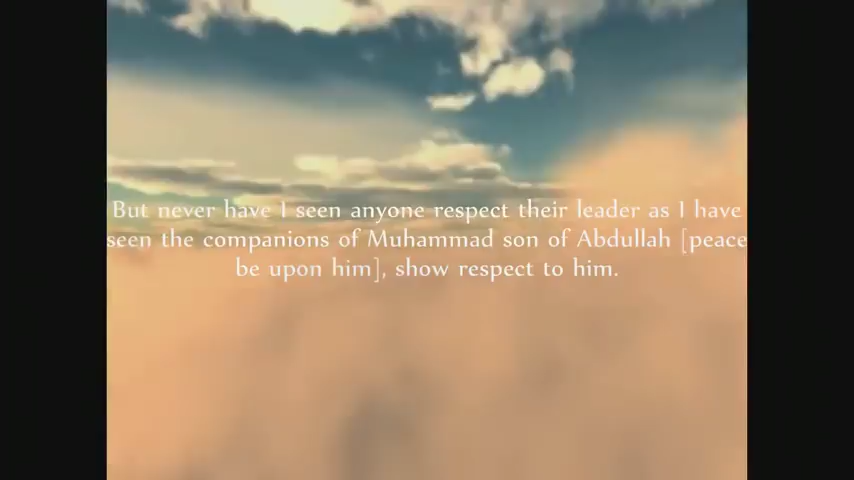 But never have I seen anyone respect their leader as I have
seen the companions of Muhammad son of Abdullah [peace
be upon him], show respect to him.